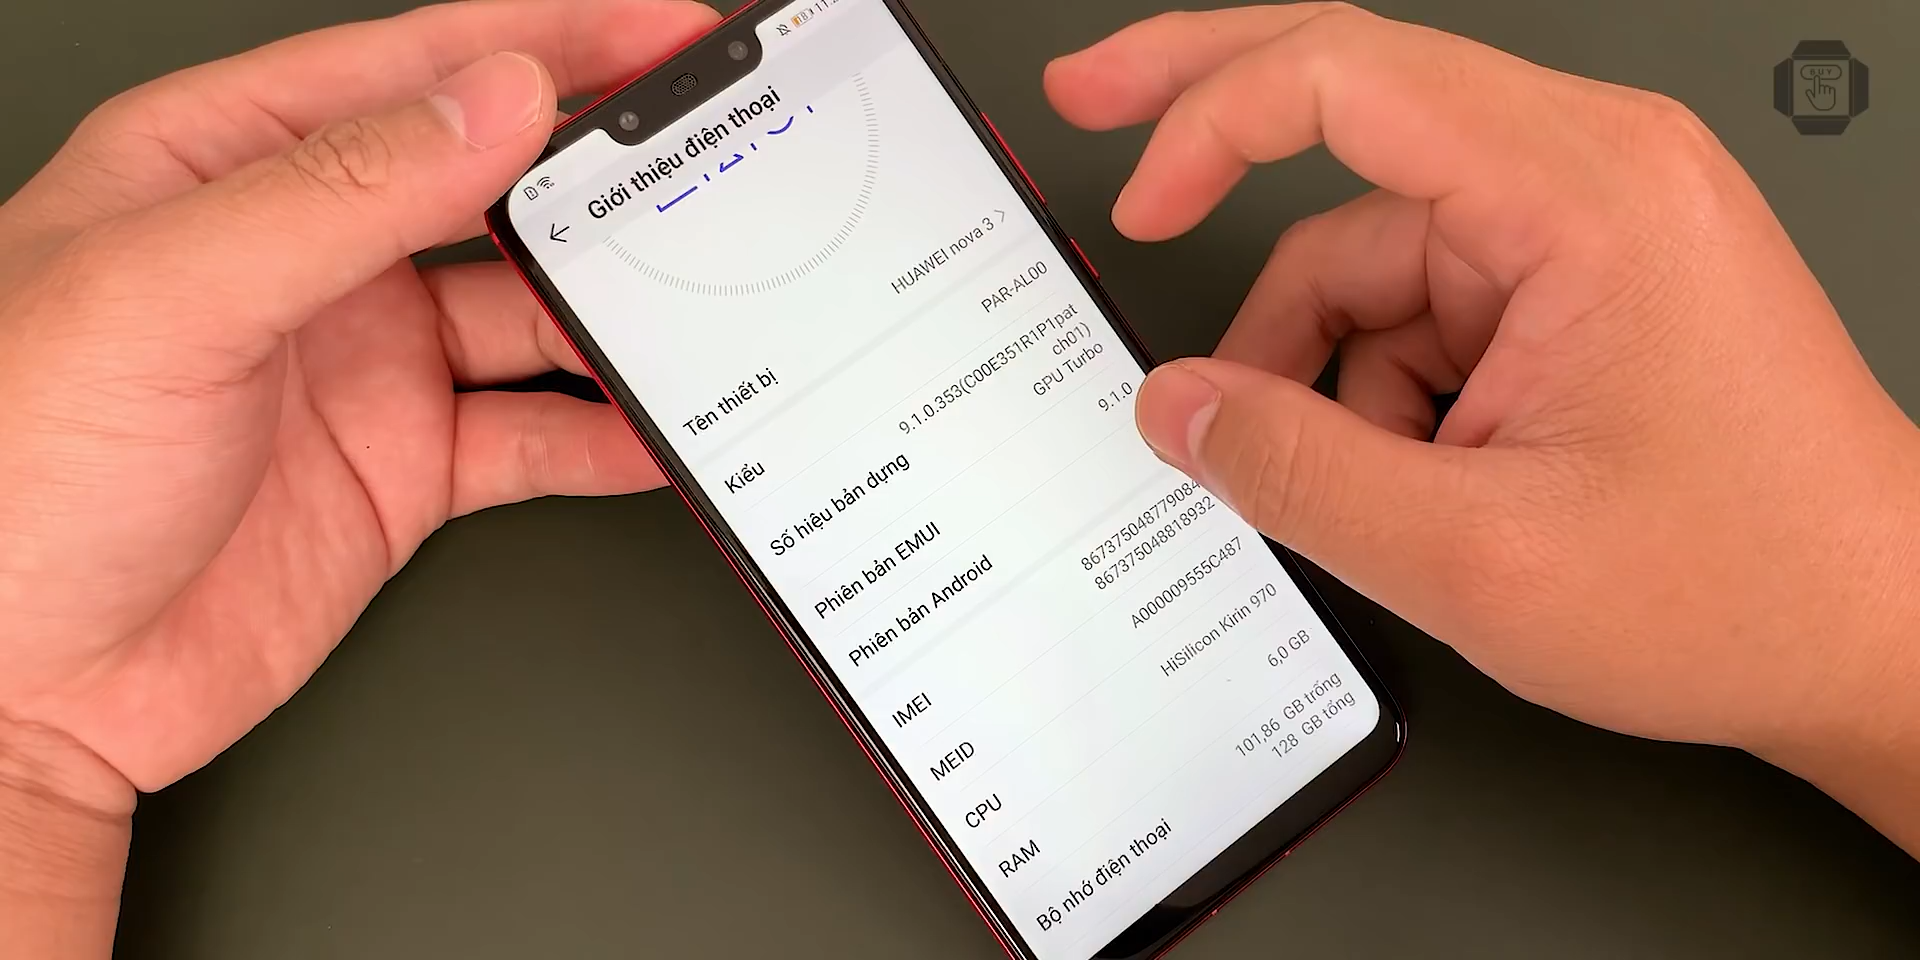 Giới thiệu điện thoại
Tên thiết bị
HUAWEI nova 3
Kiểu
PAR-AL00
Số hiệu bản dựng
9.1.0.353(C00E351R1P1pat
ch01)
GPU Turbo
Phiên bản EMUI
9.1.0
Phiên bản Android
IMEI
867375048779084
867375048818932
MEID
A000009555C487
CPU
HiSilicon Kirin 970
RAM
6,0 GB
Bộ nhớ điện thoại
101,86 GB trống
128 GB tổng
BUY